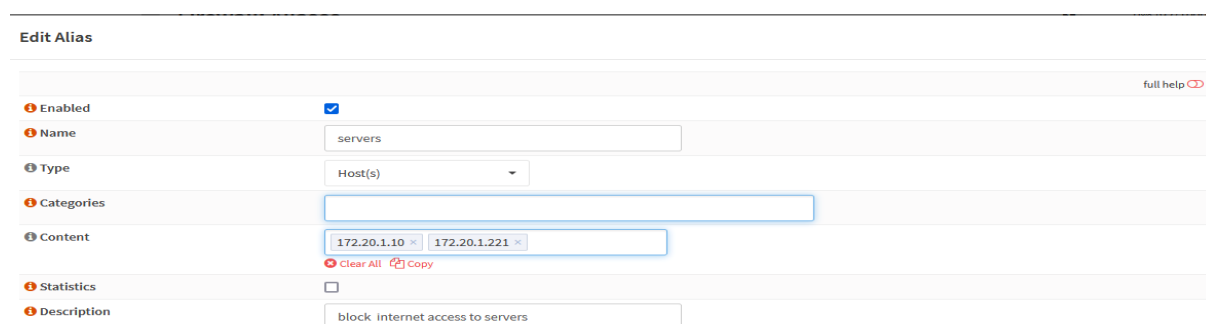 Edit Alias
full help
Enabled
Name
servers
Type
Host(s)
Categories
Content
172.20.1.10 × 172.20.1.221 ×
Clear All Copy
Statistics
Description
block internet access to servers